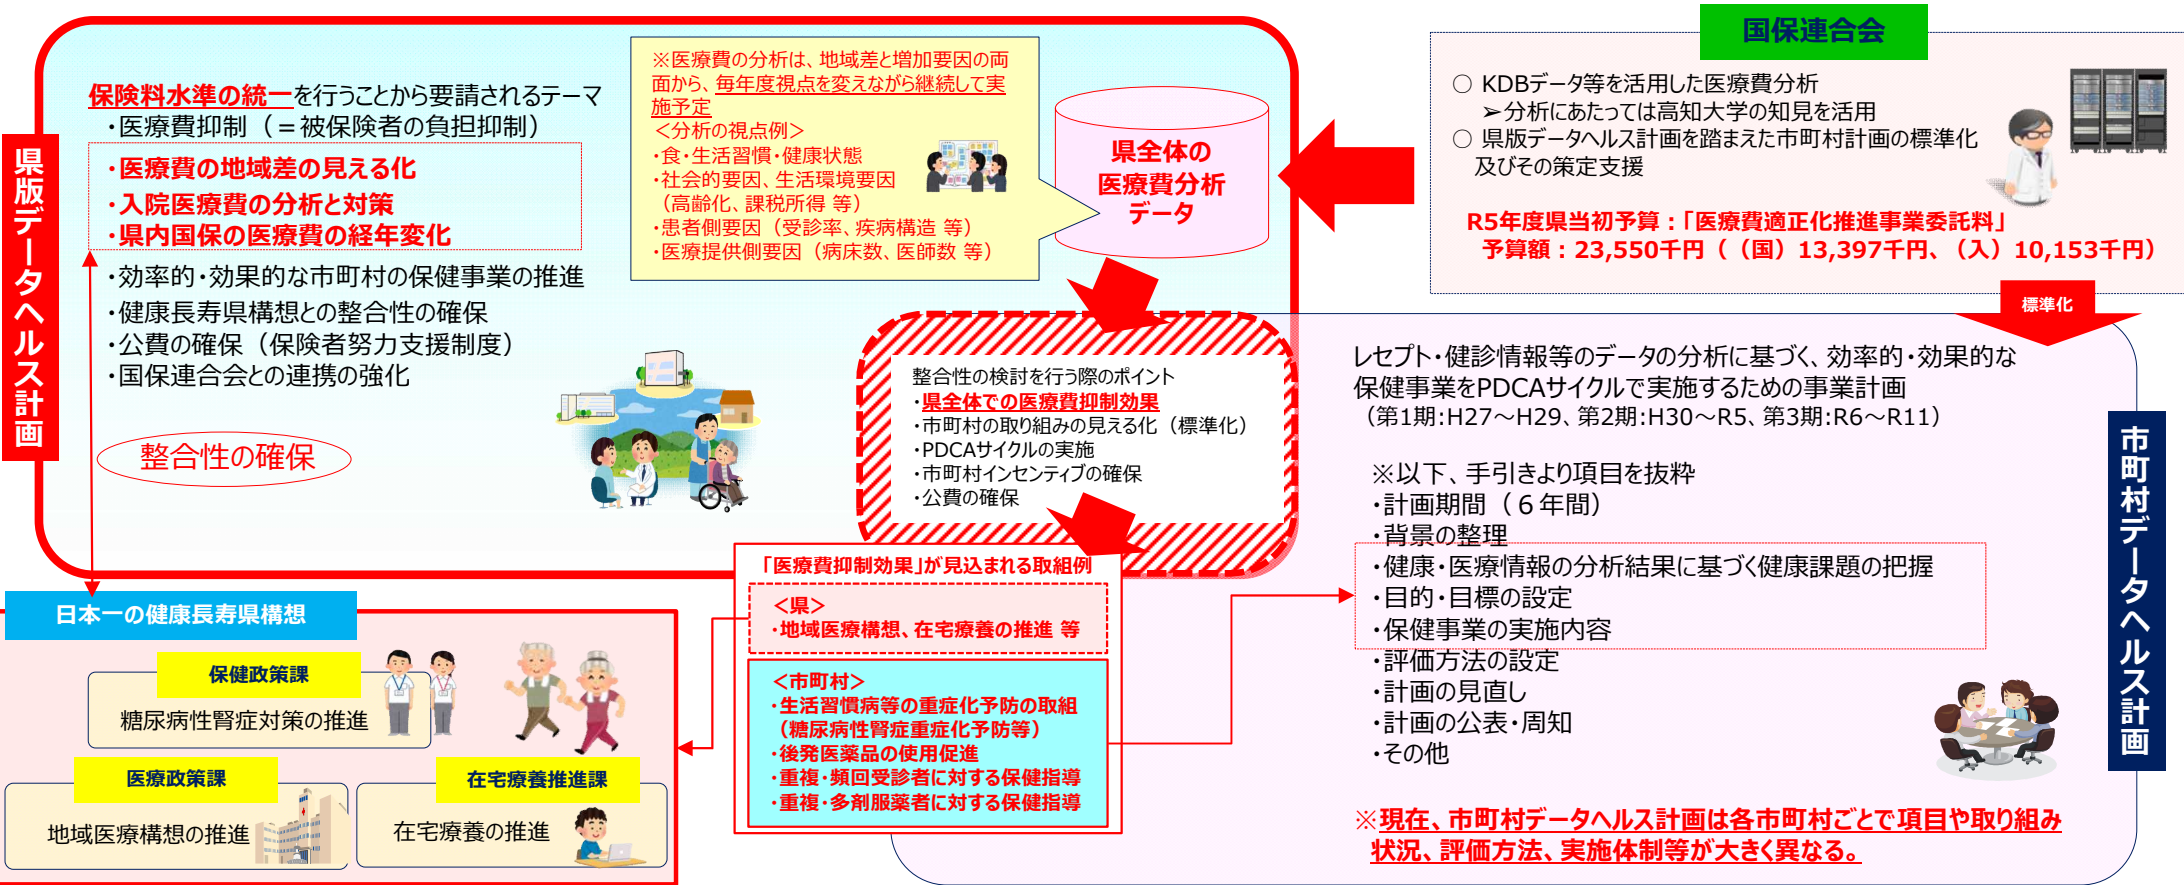 県版データヘルス計画
保険料水準の統一を行うことから要請されるテーマ
・医療費抑制（＝被保険者の負担抑制）
・医療費の地域差の見える化
・入院医療費の分析と対策
・県内国保の医療費の経年変化
・効率的・効果的な市町村の保健事業の推進
・健康長寿県構想との整合性の確保
・公費の確保（保険者努力支援制度）
・国保連合会との連携の強化
整合性の確保
※医療費の分析は、地域差と増加要因の両
面から、毎年度視点を変えながら継続して実
施予定
＜分析の視点例＞
・食・生活習慣・健康状態
・社会的要因、生活環境要因
（高齢化、課税所得 等）
・患者側要因（受診率、疾病構造 等）
・医療提供側要因（病床数、医師数 等）
県全体の
医療費分析
データ
国保連合会
○ KDBデータ等を活用した医療費分析
➢分析にあたっては高知大学の知見を活用
○ 県版データヘルス計画を踏まえた市町村計画の標準化
及びその策定支援
R5年度県当初予算：「医療費適正化推進事業委託料」
予算額：23,550千円（（国）13,397千円、（入）10,153千円）
標準化
整合性の検討を行う際のポイント
・県全体での医療費抑制効果
・市町村の取り組みの見える化（標準化）
・PDCAサイクルの実施
・市町村インセンティブの確保
・公費の確保
「医療費抑制効果」が見込まれる取組例
＜県＞
・地域医療構想、在宅療養の推進 等
＜市町村＞
・生活習慣病等の重症化予防の取組
（糖尿病性腎症重症化予防等）
・後発医薬品の使用促進
・重複・頻回受診者に対する保健指導
・重複・多剤服薬者に対する保健指導
日本一の健康長寿県構想
保健政策課
糖尿病性腎症対策の推進
医療政策課
地域医療構想の推進
在宅療養推進課
在宅療養の推進
市町村データヘルス計画
レセプト・健診情報等のデータの分析に基づく、効率的・効果的な
保健事業をPDCAサイクルで実施するための事業計画
（第1期:H27～H29、第2期:H30～R5、第3期:R6～R11）
※以下、手引きより項目を抜粋
・計画期間（６年間）
・背景の整理
・健康・医療情報の分析結果に基づく健康課題の把握
・目的・目標の設定
・保健事業の実施内容
・評価方法の設定
・計画の見直し
・計画の公表・周知
・その他
※現在、市町村データヘルス計画は各市町村ごとで項目や取り組み
状況、評価方法、実施体制等が大きく異なる。